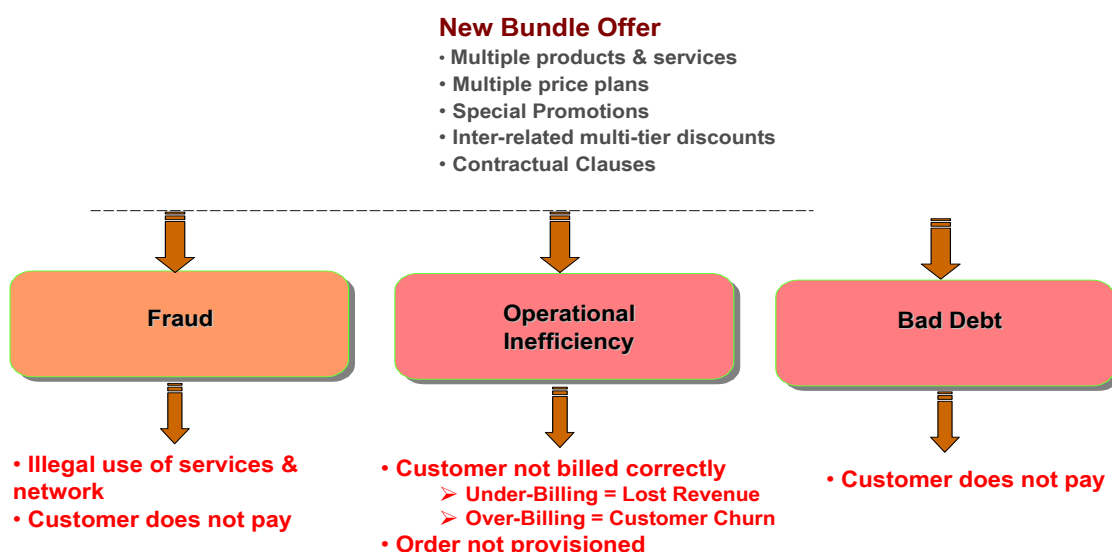 New Bundle Offer
• Multiple products & services
• Multiple price plans
• Special Promotions
• Inter-related multi-tier discounts
• Contractual Clauses
Fraud
Operational
Inefficiency
Bad Debt
• Illegal use of services &
network
• Customer does not pay
• Customer not billed correctly
➢ Under-Billing = Lost Revenue
➢ Over-Billing = Customer Churn
• Order not provisioned
• Customer does not pay